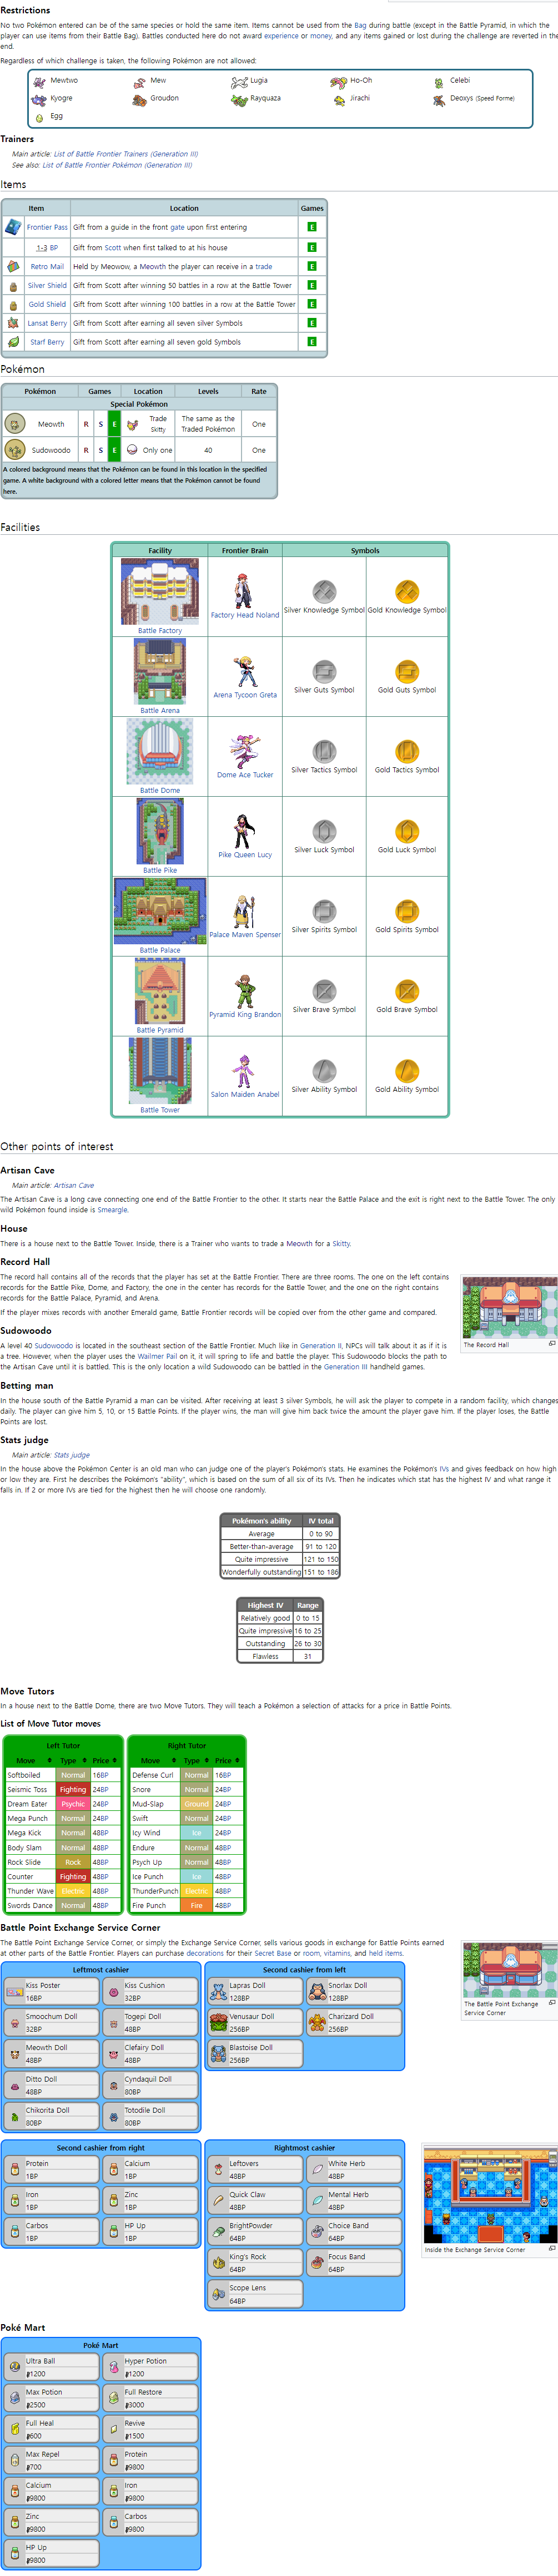 Restrictions
No two Pokémon entered can be of the same species or hold the same item. Items cannot be used from the Bag during battle (except in the Battle Pyramid, in which the
player can use items from their Battle Bag). Battles conducted here do not award experience or money, and any items gained or lost during the challenge are reverted in the
end.
Regardless of which challenge is taken, the following Pokémon are not allowed:
Mewtwo Mew Lugia Ho-Oh Celebi
Kyogre Groudon Rayquaza Jirachi Deoxys (Speed Forme)
Egg
Trainers
Main article: List of Battle Frontier Trainers (Generation III)
See also: List of Battle Frontier Pokémon (Generation III)
Items
Item Location Games
Frontier Pass Gift from a guide in the front gate upon first entering E
1-3 BP Gift from Scott when first talked to at his house E
Retro Mail Held by Meowow, a Meowth the player can receive in a trade E
Silver Shield Gift from Scott after winning 50 battles in a row at the Battle Tower E
Gold Shield Gift from Scott after winning 100 battles in a row at the Battle Tower E
Lansat Berry Gift from Scott after earning all seven silver Symbols E
Starf Berry Gift from Scott after earning all seven gold Symbols E
Pokémon
Pokémon Games Location Levels Rate
Special Pokémon
Meowth R S E Trade Skitty The same as the Traded Pokémon One
Sudowoodo R S E Only one 40 One
A colored background means that the Pokémon can be found in this location in the specified
game. A white background with a colored letter means that the Pokémon cannot be found
here.
Facilities
Facility Frontier Brain Symbols
Battle Factory Factory Head Noland Silver Knowledge Symbol Gold Knowledge Symbol
Battle Arena Arena Tycoon Greta Silver Guts Symbol Gold Guts Symbol
Battle Dome Dome Ace Tucker Silver Tactics Symbol Gold Tactics Symbol
Battle Pike Pike Queen Lucy Silver Luck Symbol Gold Luck Symbol
Battle Palace Palace Maven Spenser Silver Spirits Symbol Gold Spirits Symbol
Battle Pyramid Pyramid King Brandon Silver Brave Symbol Gold Brave Symbol
Battle Tower Salon Maiden Anabel Silver Ability Symbol Gold Ability Symbol
Other points of interest
Artisan Cave
Main article: Artisan Cave
The Artisan Cave is a long cave connecting one end of the Battle Frontier to the other. It starts near the Battle Palace and the exit is right next to the Battle Tower. The only
wild Pokémon found inside is Smeargle.
House
There is a house next to the Battle Tower. Inside, there is a Trainer who wants to trade a Meowth for a Skitty.
Record Hall
The record hall contains all of the records that the player has set at the Battle Frontier. There are three rooms. The one on the left contains
records for the Battle Pike, Dome, and Factory, the one in the center has records for the Battle Tower, and the one on the right contains
records for the Battle Palace, Pyramid, and Arena.
If the player mixes records with another Emerald game, Battle Frontier records will be copied over from the other game and compared.
The Record Hall
Sudowoodo
A level 40 Sudowoodo is located in the southeast section of the Battle Frontier. Much like in Generation II, NPCs will talk about it as if it is
a tree. However, when the player uses the Wailmer Pail on it, it will spring to life and battle the player. This Sudowoodo blocks the path to
the Artisan Cave until it is battled. This is the only location a wild Sudowoodo can be battled in the Generation III handheld games.
Betting man
In the house south of the Battle Pyramid a man can be visited. After receiving at least 3 silver Symbols, he will ask the player to compete in a random facility, which changes
daily. The player can give him 5, 10, or 15 Battle Points. If the player wins, the man will give him back twice the amount the player gave him. If the player loses, the Battle
Points are lost.
Stats judge
Main article: Stats judge
In the house above the Pokémon Center is an old man who can judge one of the player's Pokémon's stats. He examines the Pokémon's IVs and gives feedback on how high
or low they are. First he describes the Pokémon's "ability", which is based on the sum of all six of its IVs. Then he indicates which stat has the highest IV and what range it
falls in. If 2 or more IVs are tied for the highest then he will choose one randomly.
Pokémon's ability IV total
Average 0 to 90
Better-than-average 91 to 120
Quite impressive 121 to 150
Wonderfully outstanding 151 to 186
Highest IV Range
Relatively good 0 to 15
Quite impressive 16 to 25
Outstanding 26 to 30
Flawless 31
Move Tutors
In a house next to the Battle Dome, there are two Move Tutors. They will teach a Pokémon a selection of attacks for a price in Battle Points.
List of Move Tutor moves
Left Tutor
Move Type Price
Softboiled Normal 16BP
Seismic Toss Fighting 24BP
Dream Eater Psychic 24BP
Mega Punch Normal 24BP
Mega Kick Normal 48BP
Body Slam Normal 48BP
Rock Slide Rock 48BP
Counter Fighting 48BP
Thunder Wave Electric 48BP
Swords Dance Normal 48BP
Right Tutor
Move Type Price
Defense Curl Normal 16BP
Snore Normal 24BP
Mud-Slap Ground 24BP
Swift Normal 24BP
Icy Wind Ice 24BP
Endure Normal 48BP
Psych Up Normal 48BP
Ice Punch Ice 48BP
ThunderPunch Electric 48BP
Fire Punch Fire 48BP
Battle Point Exchange Service Corner
The Battle Point Exchange Service Corner, or simply the Exchange Service Corner, sells various goods in exchange for Battle Points earned
at other parts of the Battle Frontier. Players can purchase decorations for their Secret Base or room, vitamins, and held items.
The Battle Point Exchange
Service Corner
Leftmost cashier
Kiss Poster Kiss Cushion
16BP 32BP
Smoochum Doll Togepi Doll
32BP 48BP
Meowth Doll Clefairy Doll
48BP 48BP
Ditto Doll Cyndaquil Doll
48BP 80BP
Chikorita Doll Totodile Doll
80BP 80BP
Second cashier from left
Lapras Doll Snorlax Doll
128BP 128BP
Venusaur Doll Charizard Doll
256BP 256BP
Blastoise Doll
256BP
Second cashier from right
Protein Calcium
1BP 1BP
Iron Zinc
1BP 1BP
Carbos HP Up
1BP 1BP
Rightmost cashier
Leftovers White Herb
48BP 48BP
Quick Claw Mental Herb
48BP 48BP
BrightPowder Choice Band
64BP 64BP
King's Rock Focus Band
64BP 64BP
Scope Lens
64BP
Inside the Exchange Service Corner
Poké Mart
Poké Mart
Ultra Ball Hyper Potion
1200 1200
Max Potion Full Restore
2500 3000
Full Heal Revive
600 1500
Max Repel Protein
700 9800
Calcium Iron
9800 9800
Zinc Carbos
9800 9800
HP Up
9800